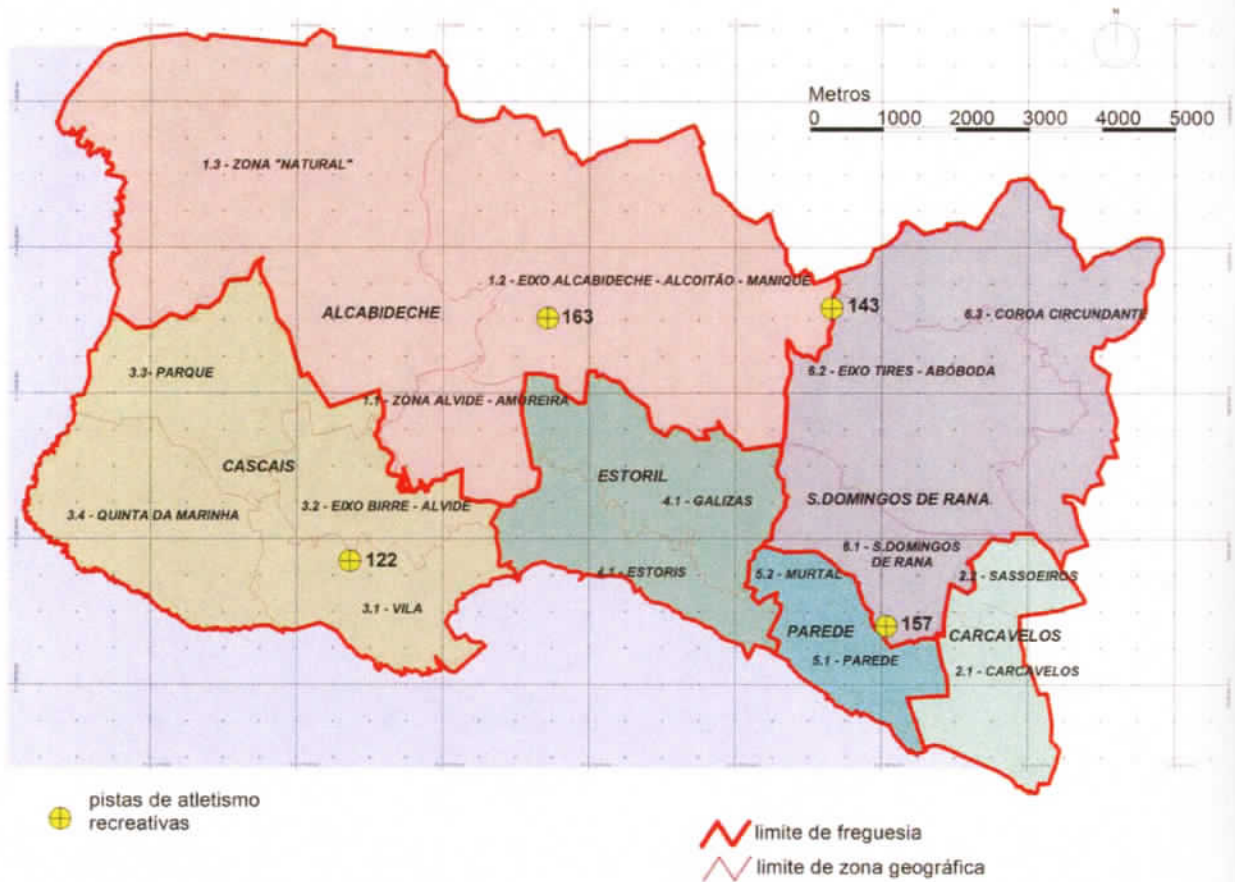 N
Metros
0 1000 2000 3000 4000 5000
1.3 - ZONA "NATURAL"
1.2 - EIXO ALCABIDECHE - ALCOITÃO - MANIQUE
ALCABIDECHE
163
143
6.3 - COROA CIRCUNDANTE
3.3- PARQUE
6.2 - EIXO TIRES - ABÓBODA
1.1 - ZONA ALVIDE - AMOREIRA
CASCAIS
ESTORIL
3.4 - QUINTA DA MARINHA
3.2 - EIXO BIRRE - ALVIDE
4.1 - GALIZAS
S.DOMINGOS DE RANA
122
4.1 - ESTORIS
5.2 - MURTAL
6.1 - S.DOMINGOS
DE RANA
2.2 - SASSOEIROS
3.1 - VILA
157
PAREDE
CARCAVELOS
5.1 - PAREDE
2.1 - CARCAVELOS
pistas de atletismo
recreativas
limite de freguesia
limite de zona geográfica